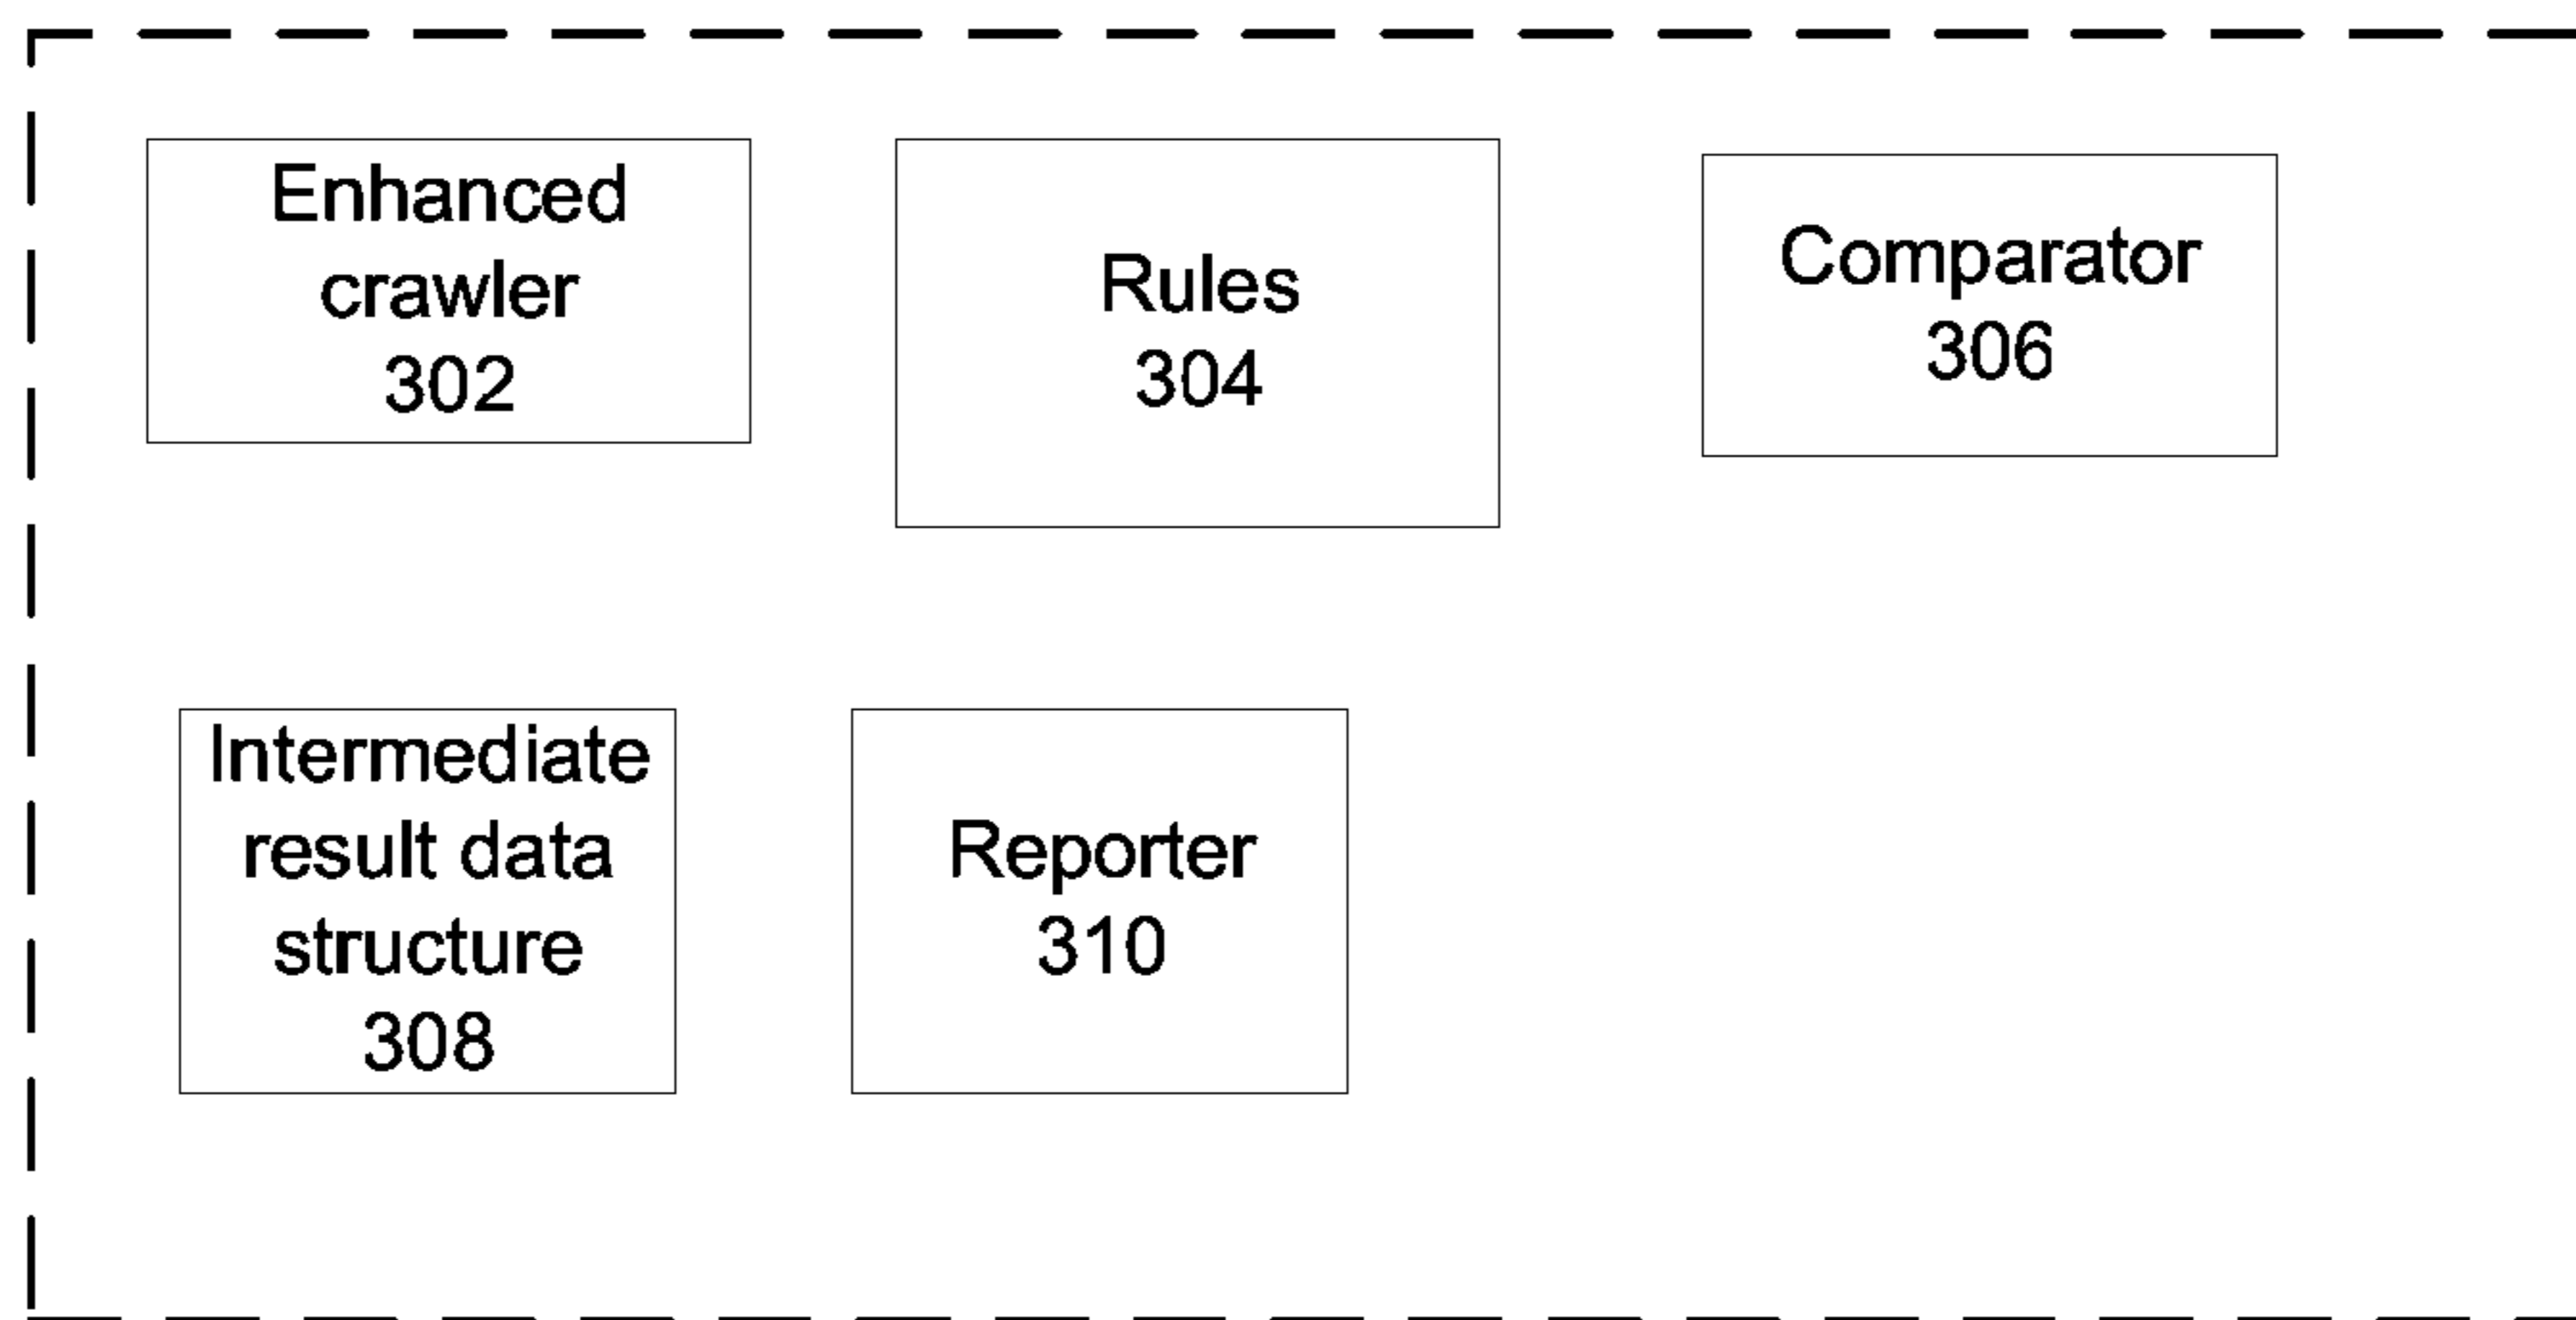 Enhanced
crawler
302
Rules
304
Comparator
306
Intermediate
result data
structure
308
Reporter
310